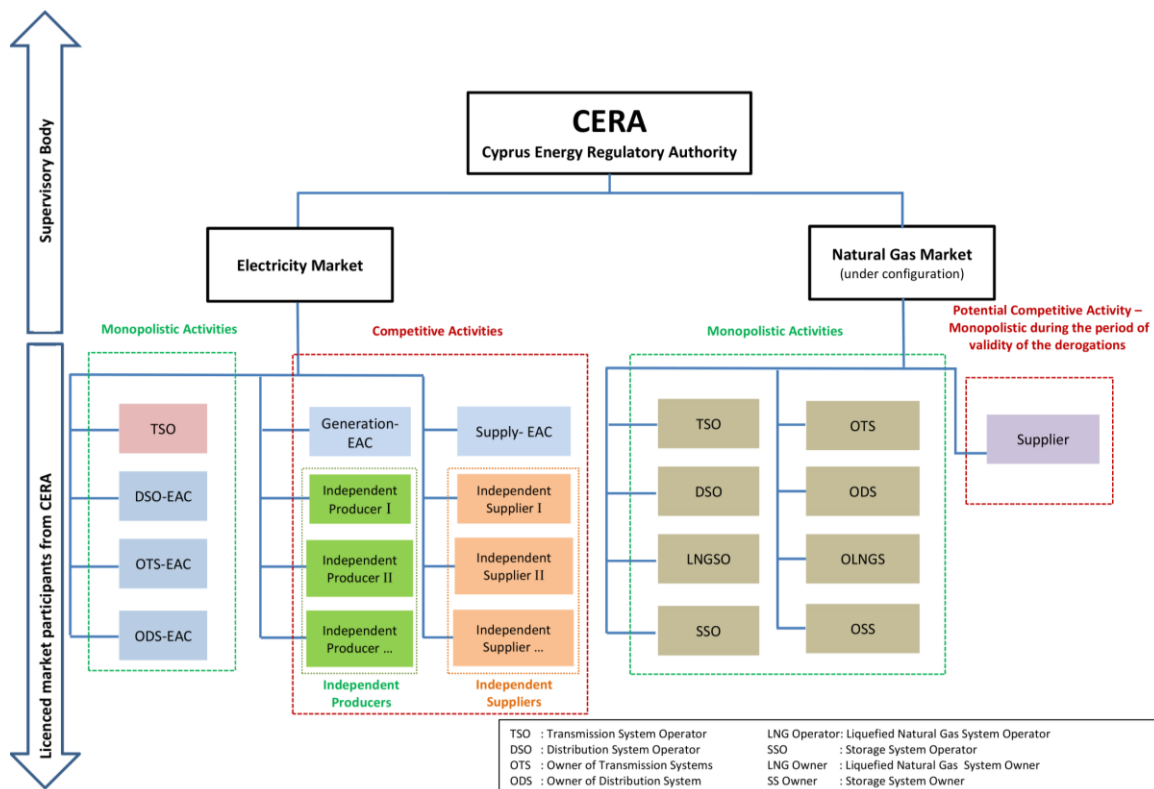 Supervisory Body
Licenced market participants from CERA
CERA
Cyprus Energy Regulatory Authority
Electricity Market
Natural Gas Market
(under configuration)
Monopolistic Activities
Competitive Activities
Monopolistic Activities
Potential Competitive Activity –
Monopolistic during the period of
validity of the derogations
TSO
DSO-EAC
OTS-EAC
ODS-EAC
Generation-
EAC
Independent
Producer I
Independent
Producer II
Independent
Producer ...
Independent
Producers
Supply- EAC
Independent
Supplier I
Independent
Supplier II
Independent
Supplier ...
Independent
Suppliers
TSO
DSO
LNGSO
SSO
OTS
ODS
OLNGS
OSS
Supplier
TSO : Transmission System Operator
DSO : Distribution System Operator
OTS : Owner of Transmission Systems
ODS : Owner of Distribution System
LNG Operator: Liquefied Natural Gas System Operator
SSO : Storage System Operator
LNG Owner : Liquefied Natural Gas System Owner
SS Owner : Storage System Owner